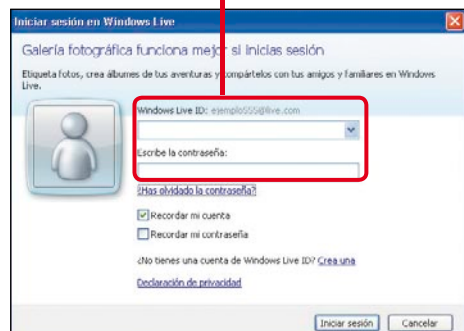 Iniciar sesión en Windows Live
Galería fotográfica funciona mejor si inicias sesión
Etiqueta fotos, crea álbumes de tus aventuras y compártelos con tus amigos y familiares en Windows
Live.
Windows Live ID: ejemplo555@live.com
Escribe la contraseña:
¿Has olvidado la contraseña?
Recordar mi cuenta
Recordar mi contraseña
¿No tienes una cuenta de Windows Live ID? Crea una
Declaración de privacidad
Iniciar sesión
Cancelar